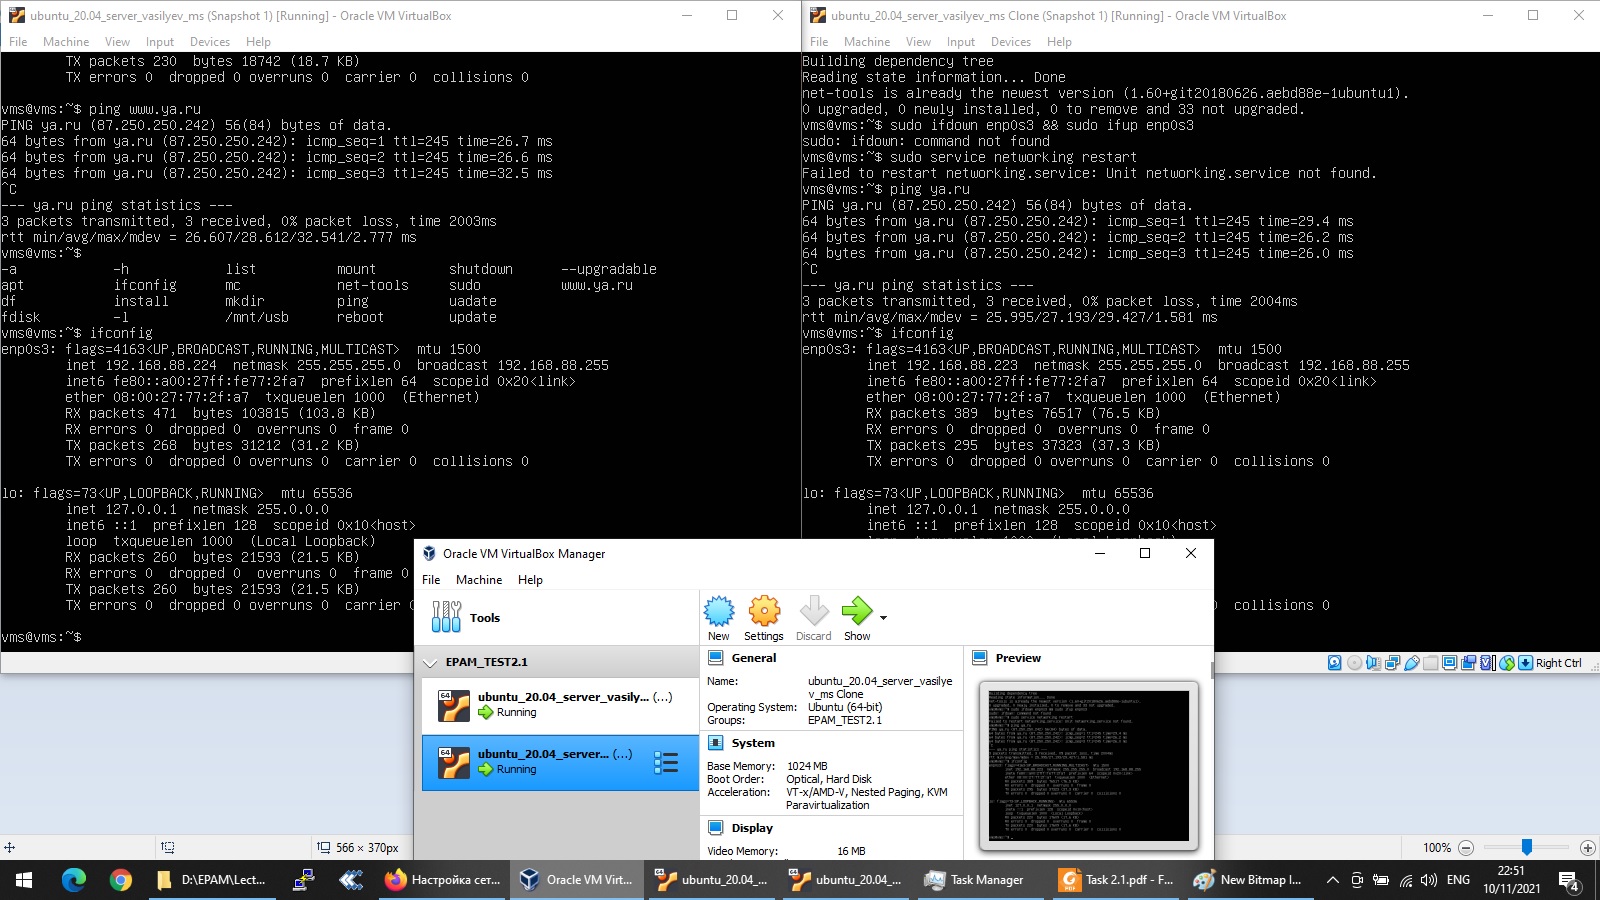 ubuntu_20.04_server_vasilyev_ms (Snapshot 1) [Running] - Oracle VM VirtualBox
File Machine View Input Devices Help
TX packets 230  bytes 18742 (18.7 KB)
TX errors 0  dropped 0 overruns 0  carrier 0  collisions 0
vms@vms:~$ ping www.ya.ru
PING ya.ru (87.250.250.242) 56(84) bytes of data.
64 bytes from ya.ru (87.250.250.242): icmp_seq=1 ttl=245 time=26.7 ms
64 bytes from ya.ru (87.250.250.242): icmp_seq=2 ttl=245 time=26.6 ms
64 bytes from ya.ru (87.250.250.242): icmp_seq=3 ttl=245 time=32.5 ms
^C
--- ya.ru ping statistics ---
3 packets transmitted, 3 received, 0% packet loss, time 2003ms
rtt min/avg/max/mdev = 26.607/28.612/32.541/2.777 ms
vms@vms:~$
-a -h list mount shutdown --upgradable
apt ifconfig mc net-tools sudo www.ya.ru
df install mkdir ping uadate
fdisk -l /mnt/usb reboot update
vms@vms:~$ ifconfig
enp0s3: flags=4163<UP,BROADCAST,RUNNING,MULTICAST>  mtu 1500
inet 192.168.88.224  netmask 255.255.255.0  broadcast 192.168.88.255
inet6 fe80::a00:27ff:fe77:2fa7  prefixlen 64  scopeid 0x20<link>
ether 08:00:27:77:2f:a7  txqueuelen 1000  (Ethernet)
RX packets 471  bytes 103815 (103.8 KB)
RX errors 0  dropped 0  overruns 0  frame 0
TX packets 268  bytes 31212 (31.2 KB)
TX errors 0  dropped 0 overruns 0  carrier 0  collisions 0
lo: flags=73<UP,LOOPBACK,RUNNING>  mtu 65536
inet 127.0.0.1  netmask 255.0.0.0
inet6 ::1  prefixlen 128  scopeid 0x10<host>
loop  txqueuelen 1000  (Local Loopback)
RX packets 260  bytes 21593 (21.5 KB)
RX errors 0  dropped 0  overruns 0  frame 0
TX packets 260  bytes 21593 (21.5 KB)
TX errors 0  dropped 0 overruns 0  carrier
vms@vms:~$
ubuntu_20.04_server_vasilyev_ms Clone (Snapshot 1) [Running] - Oracle VM VirtualBox
File Machine View Input Devices Help
Building dependency tree
Reading state information... Done
net-tools is already the newest version (1.60+git20180626.aebd88e-1ubuntu1).
0 upgraded, 0 newly installed, 0 to remove and 33 not upgraded.
vms@vms:~$ sudo ifdown enp0s3 && sudo ifup enp0s3
sudo: ifdown: command not found
vms@vms:~$ sudo service networking restart
Failed to restart networking.service: Unit networking.service not found.
vms@vms:~$ ping ya.ru
PING ya.ru (87.250.250.242) 56(84) bytes of data.
64 bytes from ya.ru (87.250.250.242): icmp_seq=1 ttl=245 time=29.4 ms
64 bytes from ya.ru (87.250.250.242): icmp_seq=2 ttl=245 time=26.2 ms
64 bytes from ya.ru (87.250.250.242): icmp_seq=3 ttl=245 time=26.0 ms
^C
--- ya.ru ping statistics ---
3 packets transmitted, 3 received, 0% packet loss, time 2004ms
rtt min/avg/max/mdev = 25.995/27.193/29.427/1.581 ms
vms@vms:~$ ifconfig
enp0s3: flags=4163<UP,BROADCAST,RUNNING,MULTICAST>  mtu 1500
inet 192.168.88.223  netmask 255.255.255.0  broadcast 192.168.88.255
inet6 fe80::a00:27ff:fe77:2fa7  prefixlen 64  scopeid 0x20<link>
ether 08:00:27:77:2f:a7  txqueuelen 1000  (Ethernet)
RX packets 389  bytes 76517 (76.5 KB)
RX errors 0  dropped 0  overruns 0  frame 0
TX packets 295  bytes 37323 (37.3 KB)
TX errors 0  dropped 0 overruns 0  carrier 0  collisions 0
lo: flags=73<UP,LOOPBACK,RUNNING>  mtu 65536
inet 127.0.0.1  netmask 255.0.0.0
inet6 ::1  prefixlen 128  scopeid 0x10<host>
collisions 0
Right Ctrl
Oracle VM VirtualBox Manager
File Machine Help
Tools
New Settings Discard Show
EPAM_TEST2.1
64 ubuntu_20.04_server_vasily... (...)
Running
64 ubuntu_20.04_server... (...)
Running
General
Name: ubuntu_20.04_server_vasilyev_ms Clone
Operating System: Ubuntu (64-bit)
Groups: EPAM_TEST2.1
System
Base Memory: 1024 MB
Boot Order: Optical, Hard Disk
Acceleration: VT-x/AMD-V, Nested Paging, KVM
Paravirtualization
Display
Video Memory: 16 MB
Preview
566 × 370px
100%
D:\EPAM\Lect...
Настройка сет...
Oracle VM Virt...
ubuntu_20.04_...
ubuntu_20.04_...
Task Manager
Task 2.1.pdf - F...
New Bitmap I...
ENG
22:51
10/11/2021
4